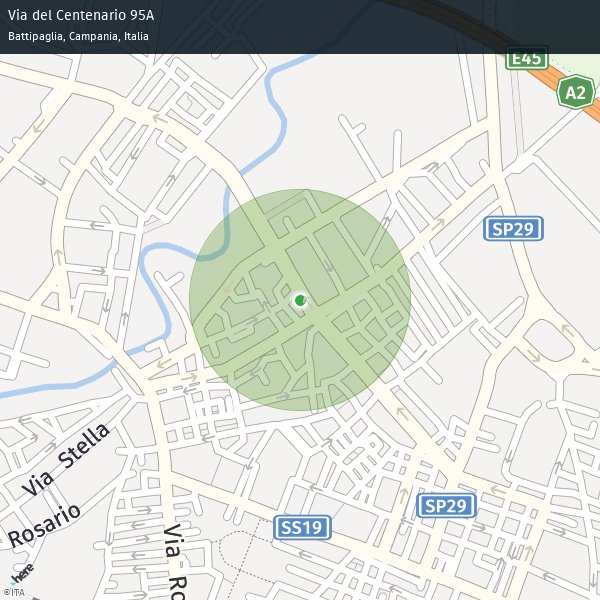 Via del Centenario 95A
Battipaglia, Campania, Italia
E45
A2
SP29
Via Stella
Rosario
SP29
SS19
Via Ro
here
©ITA